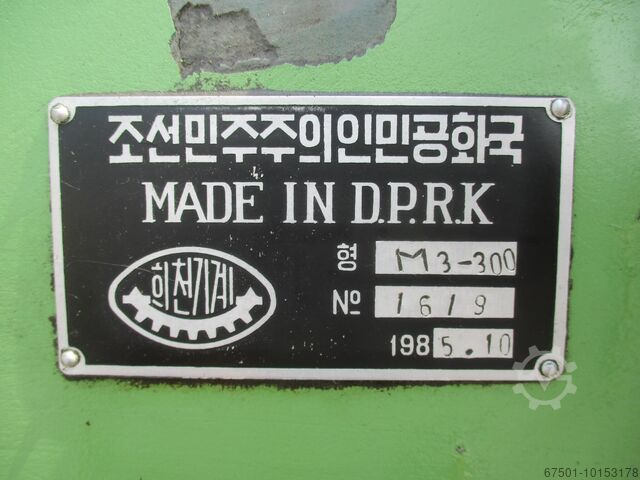 조선민주주의인민공화국
MADE IN D.P.R.K
형 M3-300
희천기계
№ 1619
1985.10
67501-10153178